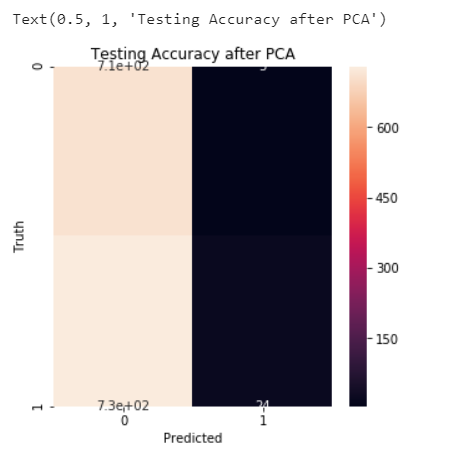 Text(0.5, 1, 'Testing Accuracy after PCA')
Testing Accuracy after PCA
0
7.1e+02
600
450
Truth
300
150
1
7.3e+02
24
0
1
Predicted